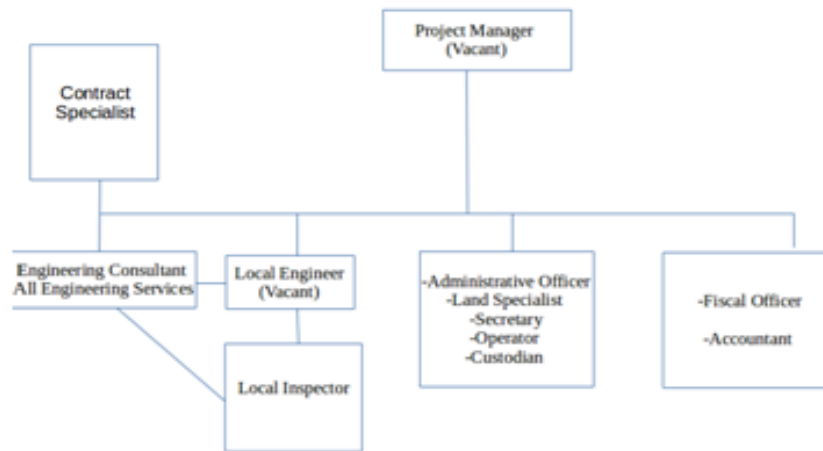 Project Manager
(Vacant)
Contract
Specialist
Engineering Consultant
All Engineering Services
Local Engineer
(Vacant)
-Administrative Officer
-Land Specialist
-Secretary
-Operator
-Custodian
-Fiscal Officer
-Accountant
Local Inspector